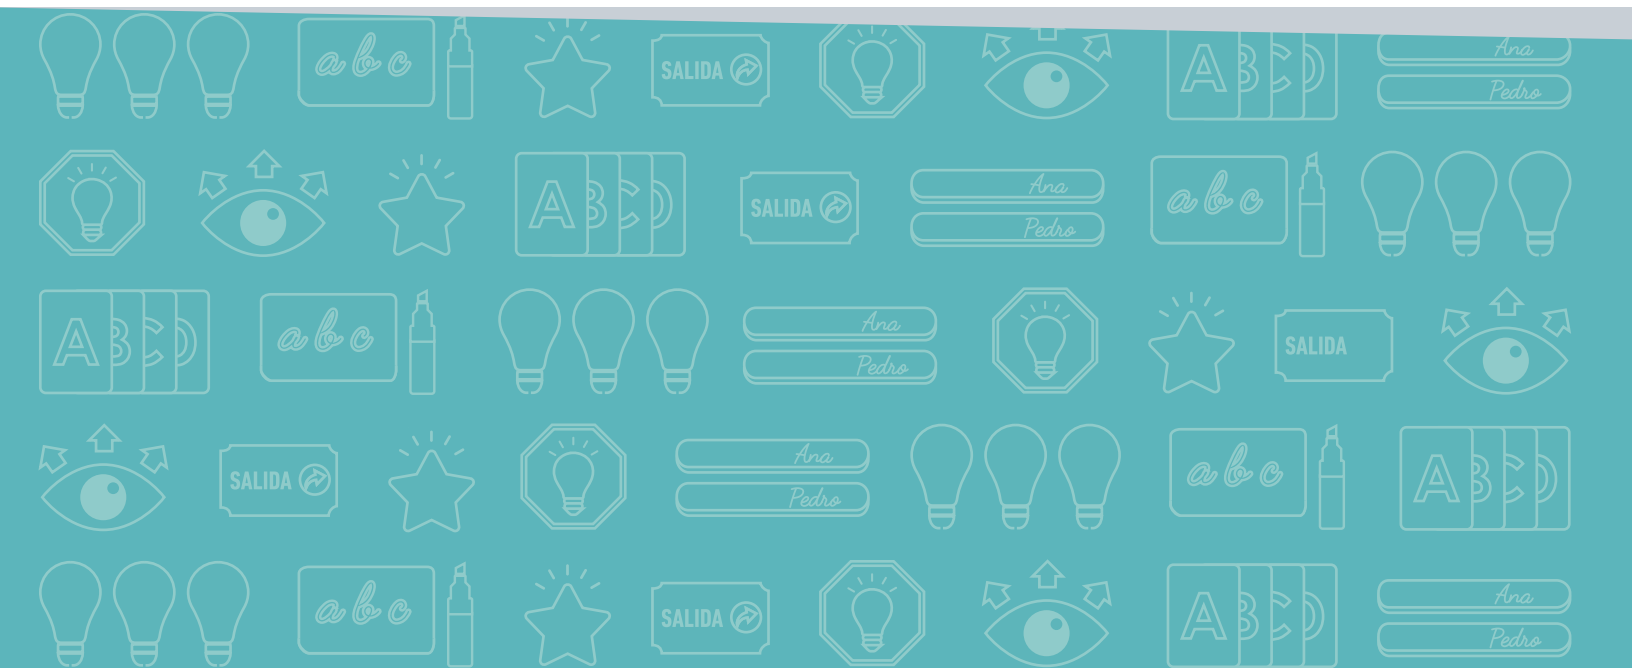 abc SALIDA A B C D Ana
Pedro
A B C D SALIDA Ana abc
Pedro
A B C D abc Ana SALIDA
Pedro
SALIDA Ana abc A B C D
Pedro
abc SALIDA A B C D Ana
Pedro